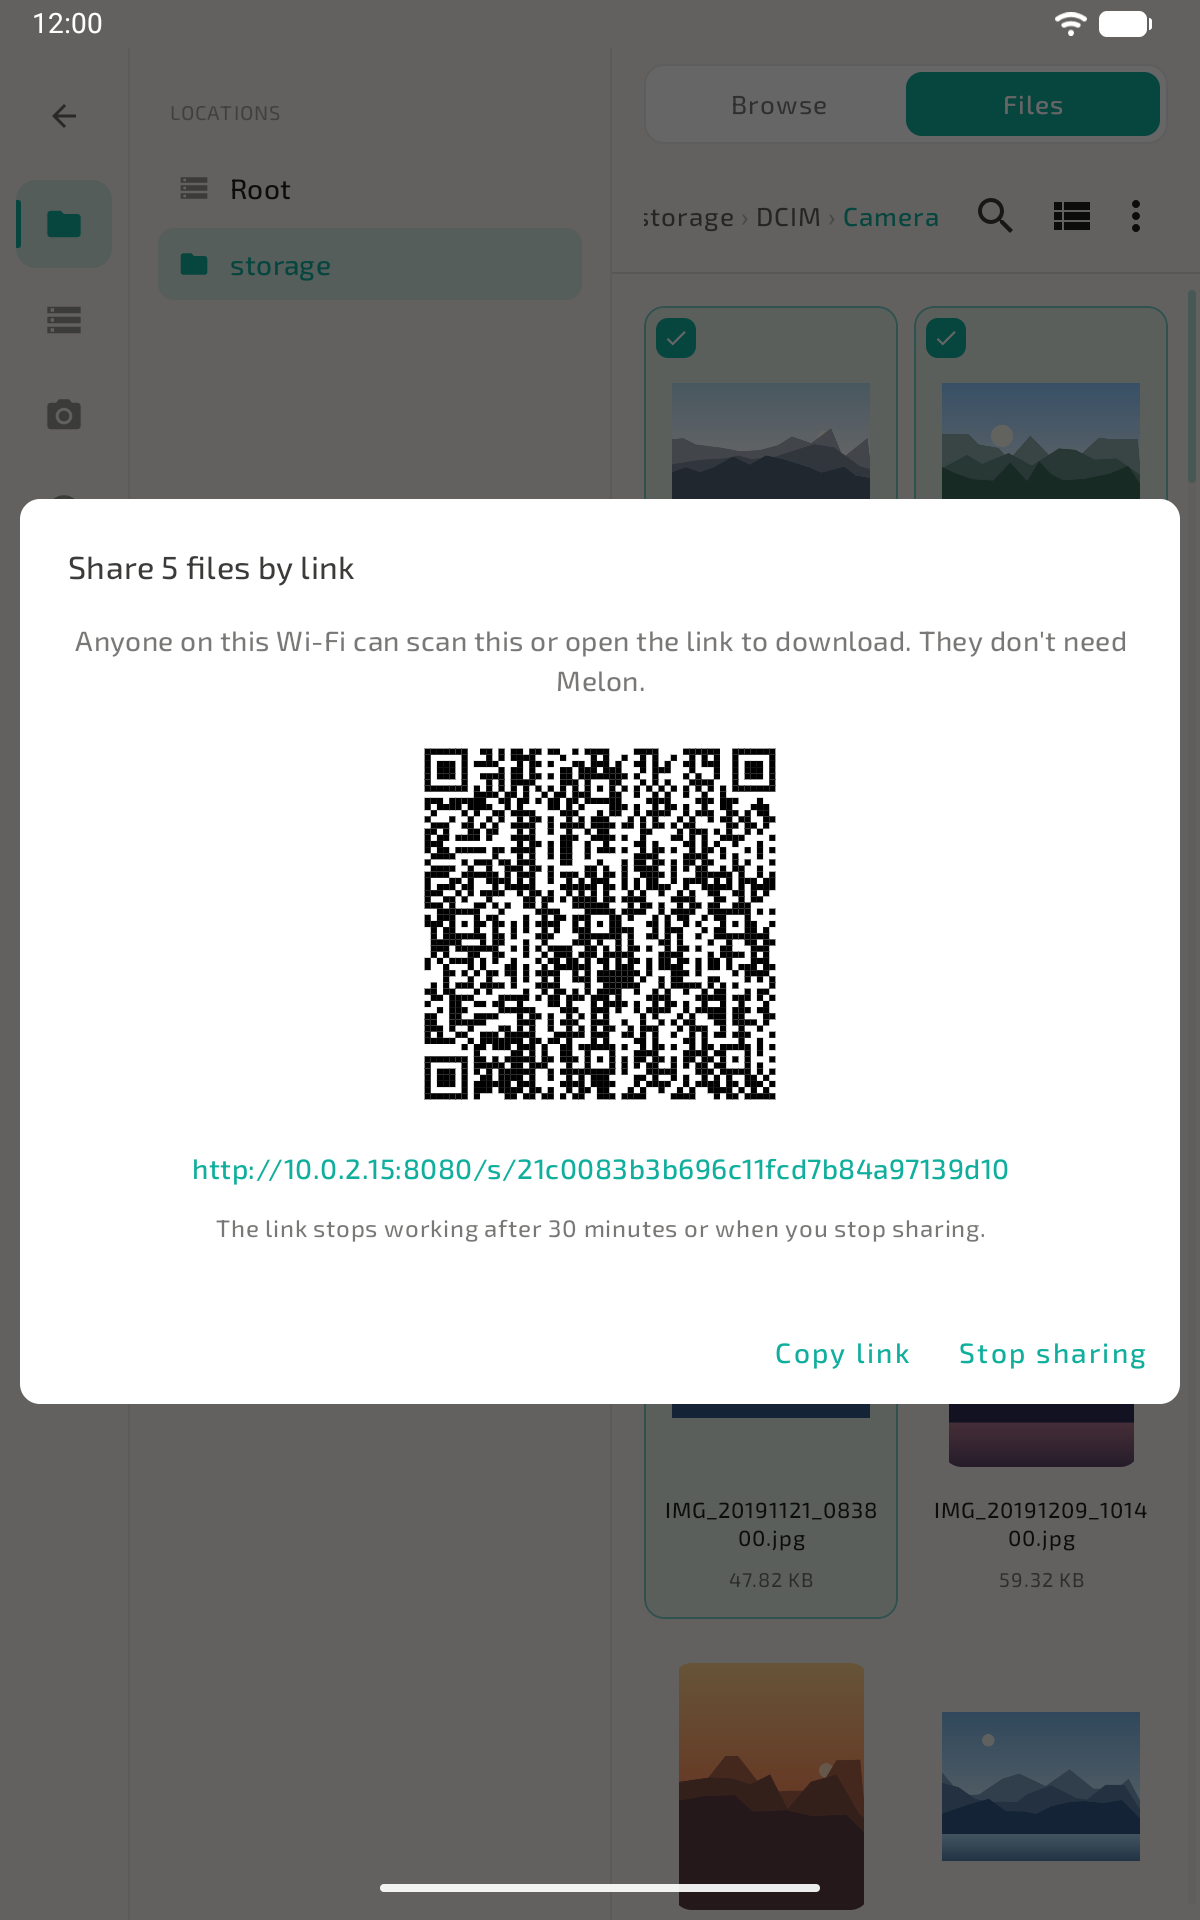 12:00
LOCATIONS
Root
storage
Browse
Files
storage › DCIM › Camera
Share 5 files by link
Anyone on this Wi-Fi can scan this or open the link to download. They don't need
Melon.
http://10.0.2.15:8080/s/21c0083b3b696c11fcd7b84a97139d10
The link stops working after 30 minutes or when you stop sharing.
Copy link
Stop sharing
IMG_20191121_0838
00.jpg
47.82 KB
IMG_20191209_1014
00.jpg
59.32 KB